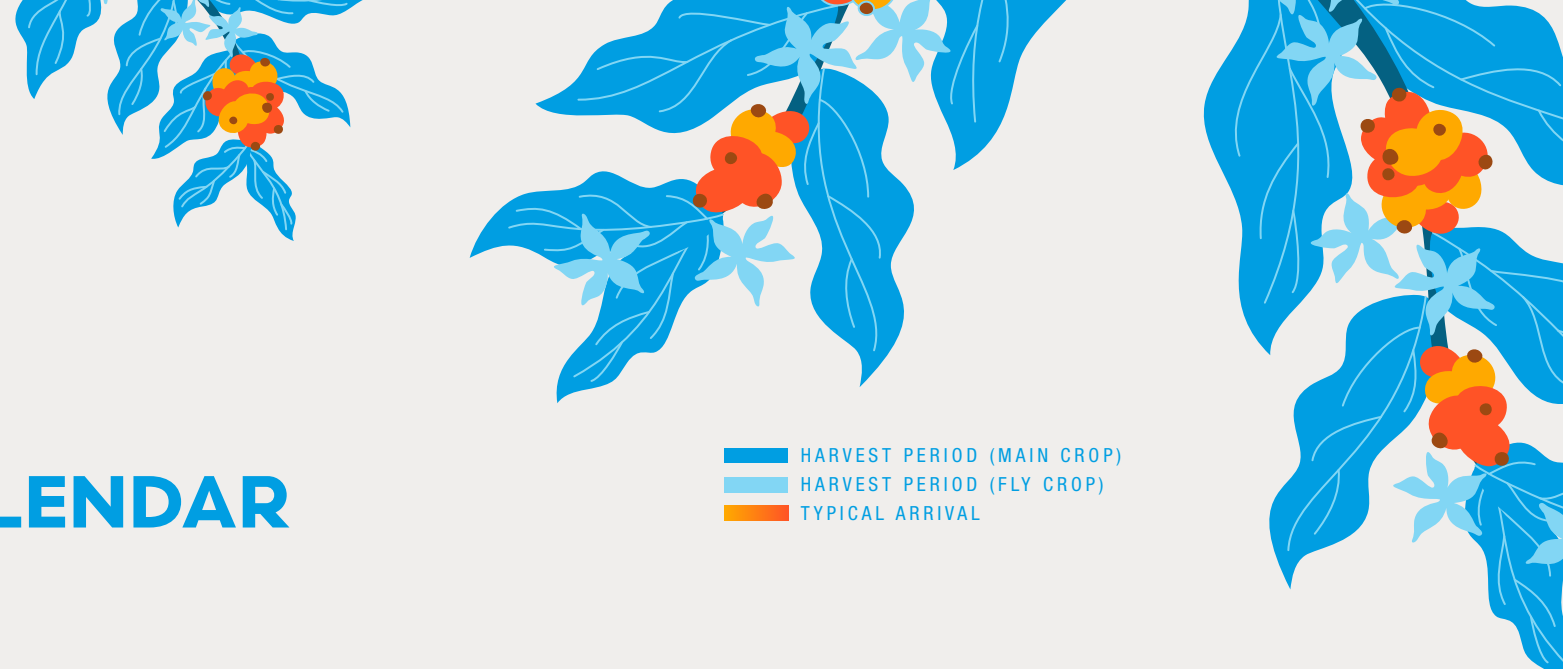 LENDAR
HARVEST PERIOD (MAIN CROP)
HARVEST PERIOD (FLY CROP)
TYPICAL ARRIVAL